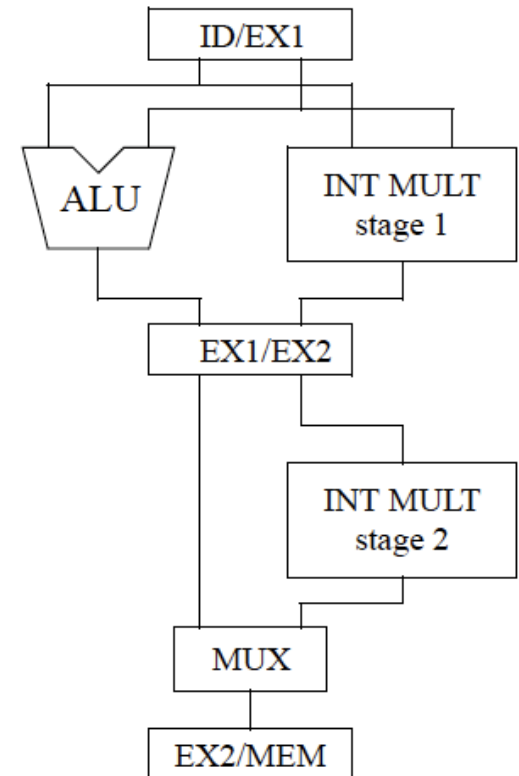 ID/EX1
ALU
INT MULT
stage 1
EX1/EX2
INT MULT
stage 2
MUX
EX2/MEM